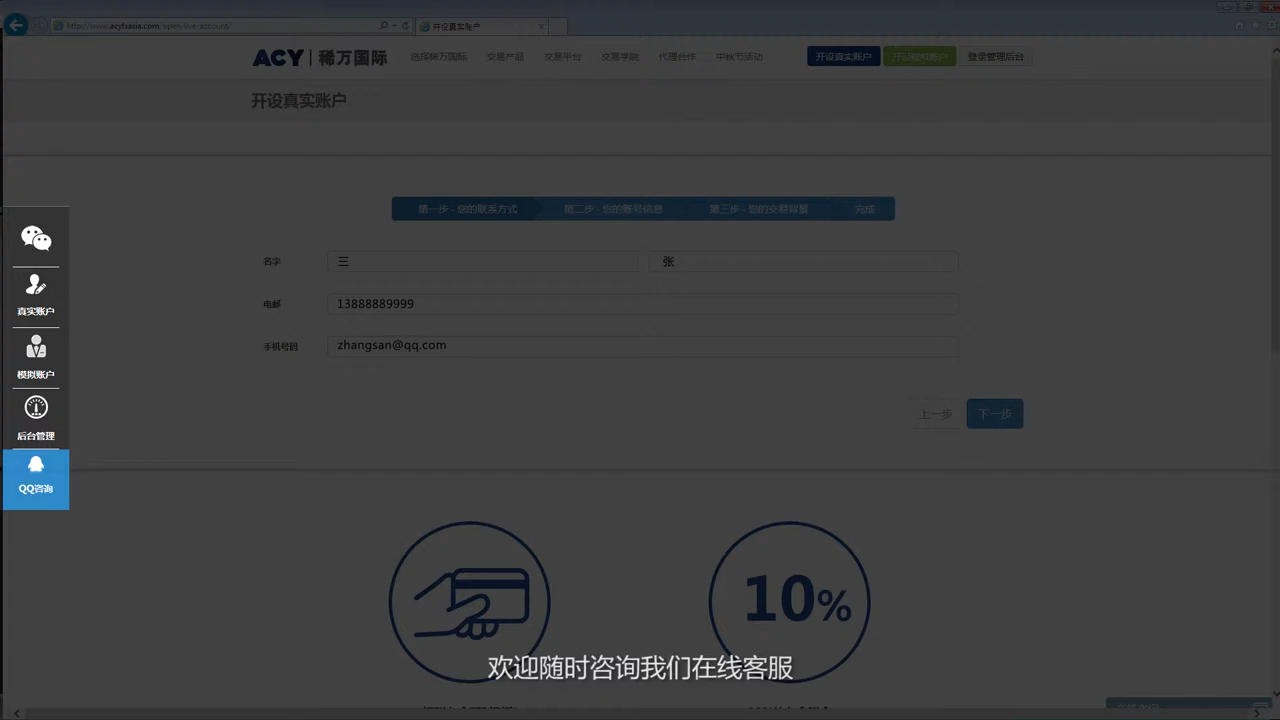 http://www.acyfxasia.com/open-live-account/
开设真实账户
ACY 稀万国际
选择稀万国际 交易产品 交易平台 交易学院 代理合作 中秋节活动
开设真实账户 开设模拟账户 登录管理后台
开设真实账户
第一步 - 您的联系方式 第二步 - 您的账号信息 第三步 - 您的交易背景 完成
名字 三 张
电邮 13888889999
手机号码 zhangsan@qq.com
上一步 下一步
真实账户
模拟账户
后台管理
QQ咨询
10%
欢迎随时咨询我们在线客服